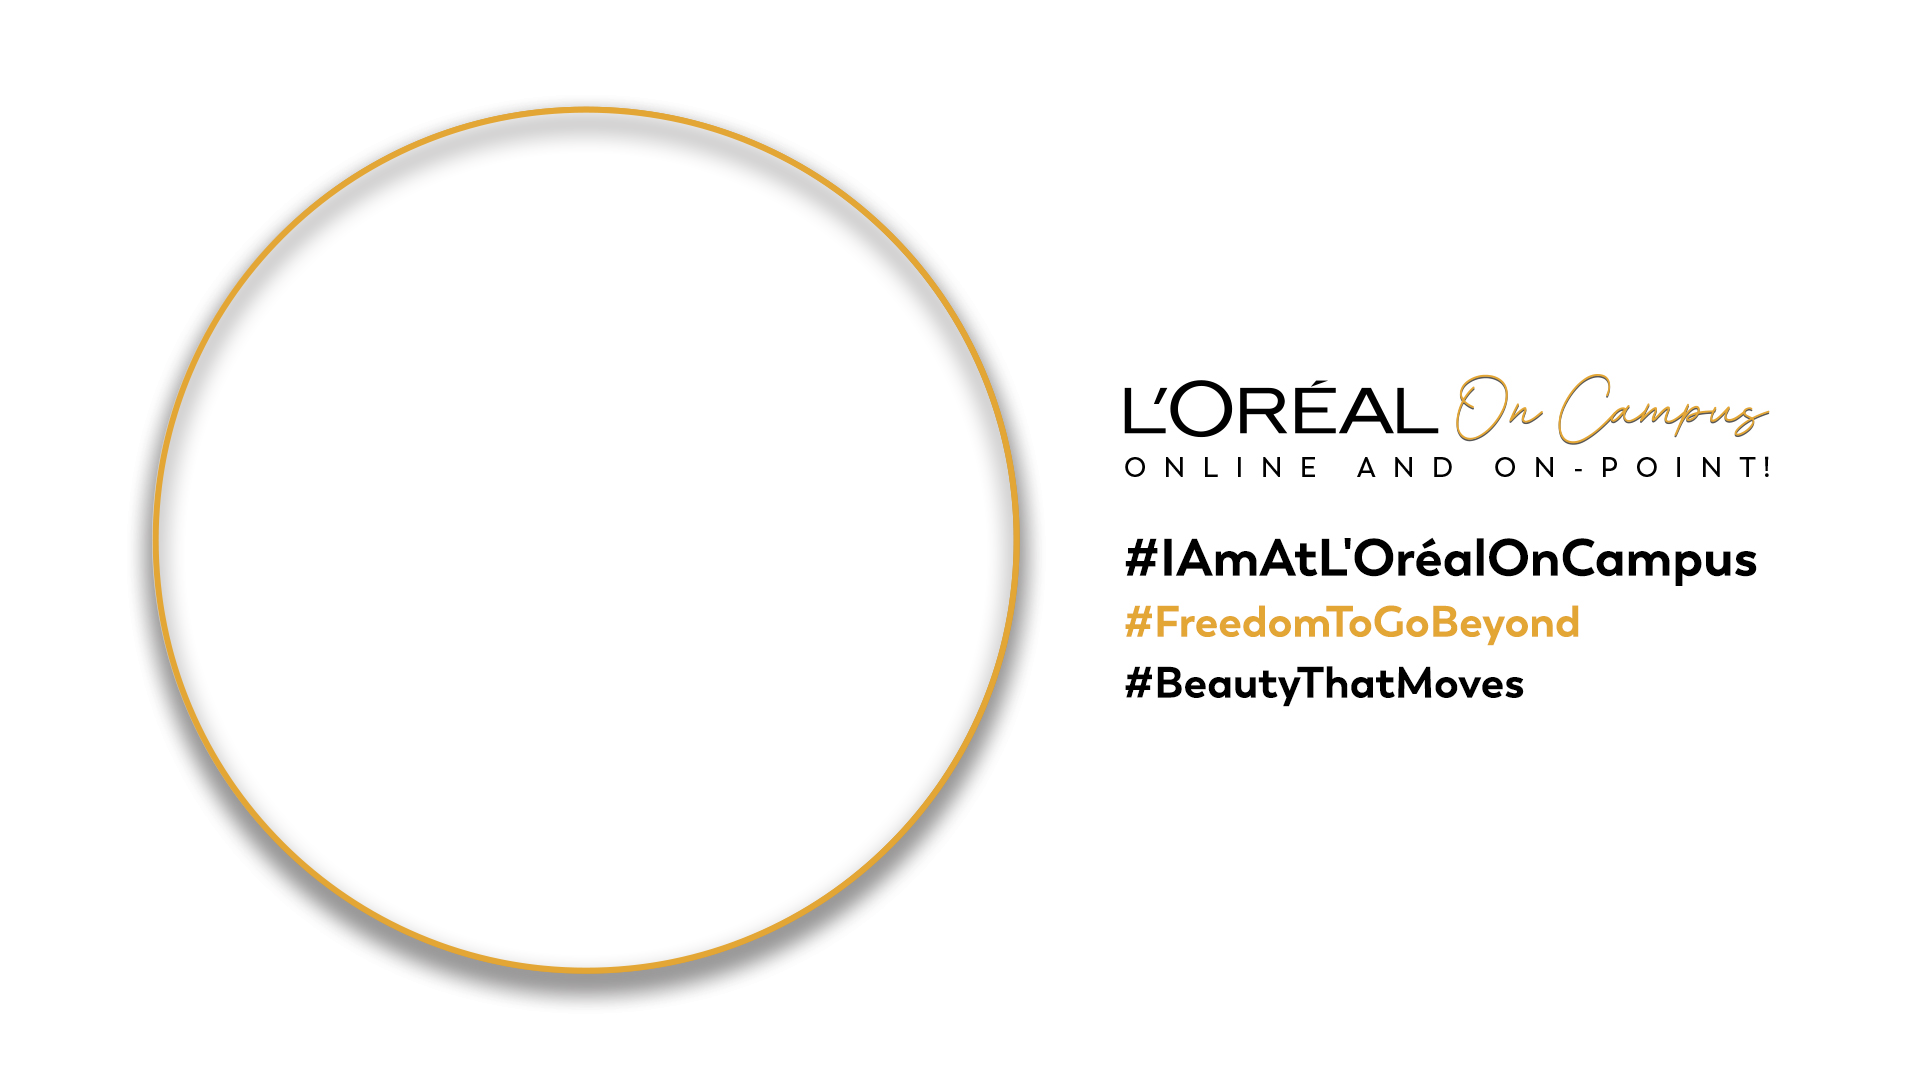 L'ORÉAL On Campus
ONLINE AND ON-POINT!
#IAmAtL'OréalOnCampus
#FreedomToGoBeyond
#BeautyThatMoves